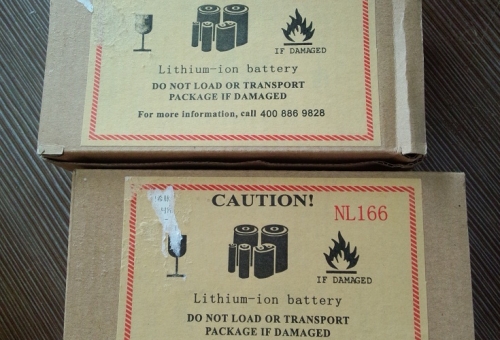 IF DAMAGED
Lithium-ion battery
DO NOT LOAD OR TRANSPORT
PACKAGE IF DAMAGED
For more information, call 400 886 9828
CAUTION!
NL166
IF DAMAGED
Lithium-ion battery
DO NOT LOAD OR TRANSPORT
PACKAGE IF DAMAGED